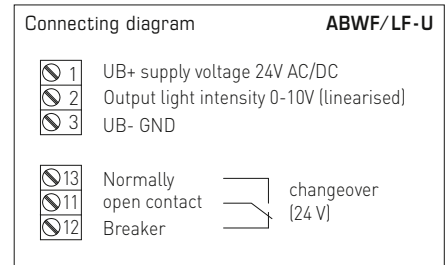 Connecting diagram ABWF/LF-U
1 UB+ supply voltage 24V AC/DC
2 Output light intensity 0-10V (linearised)
3 UB- GND
13 Normally
11 open contact
12 Breaker
changeover
(24 V)